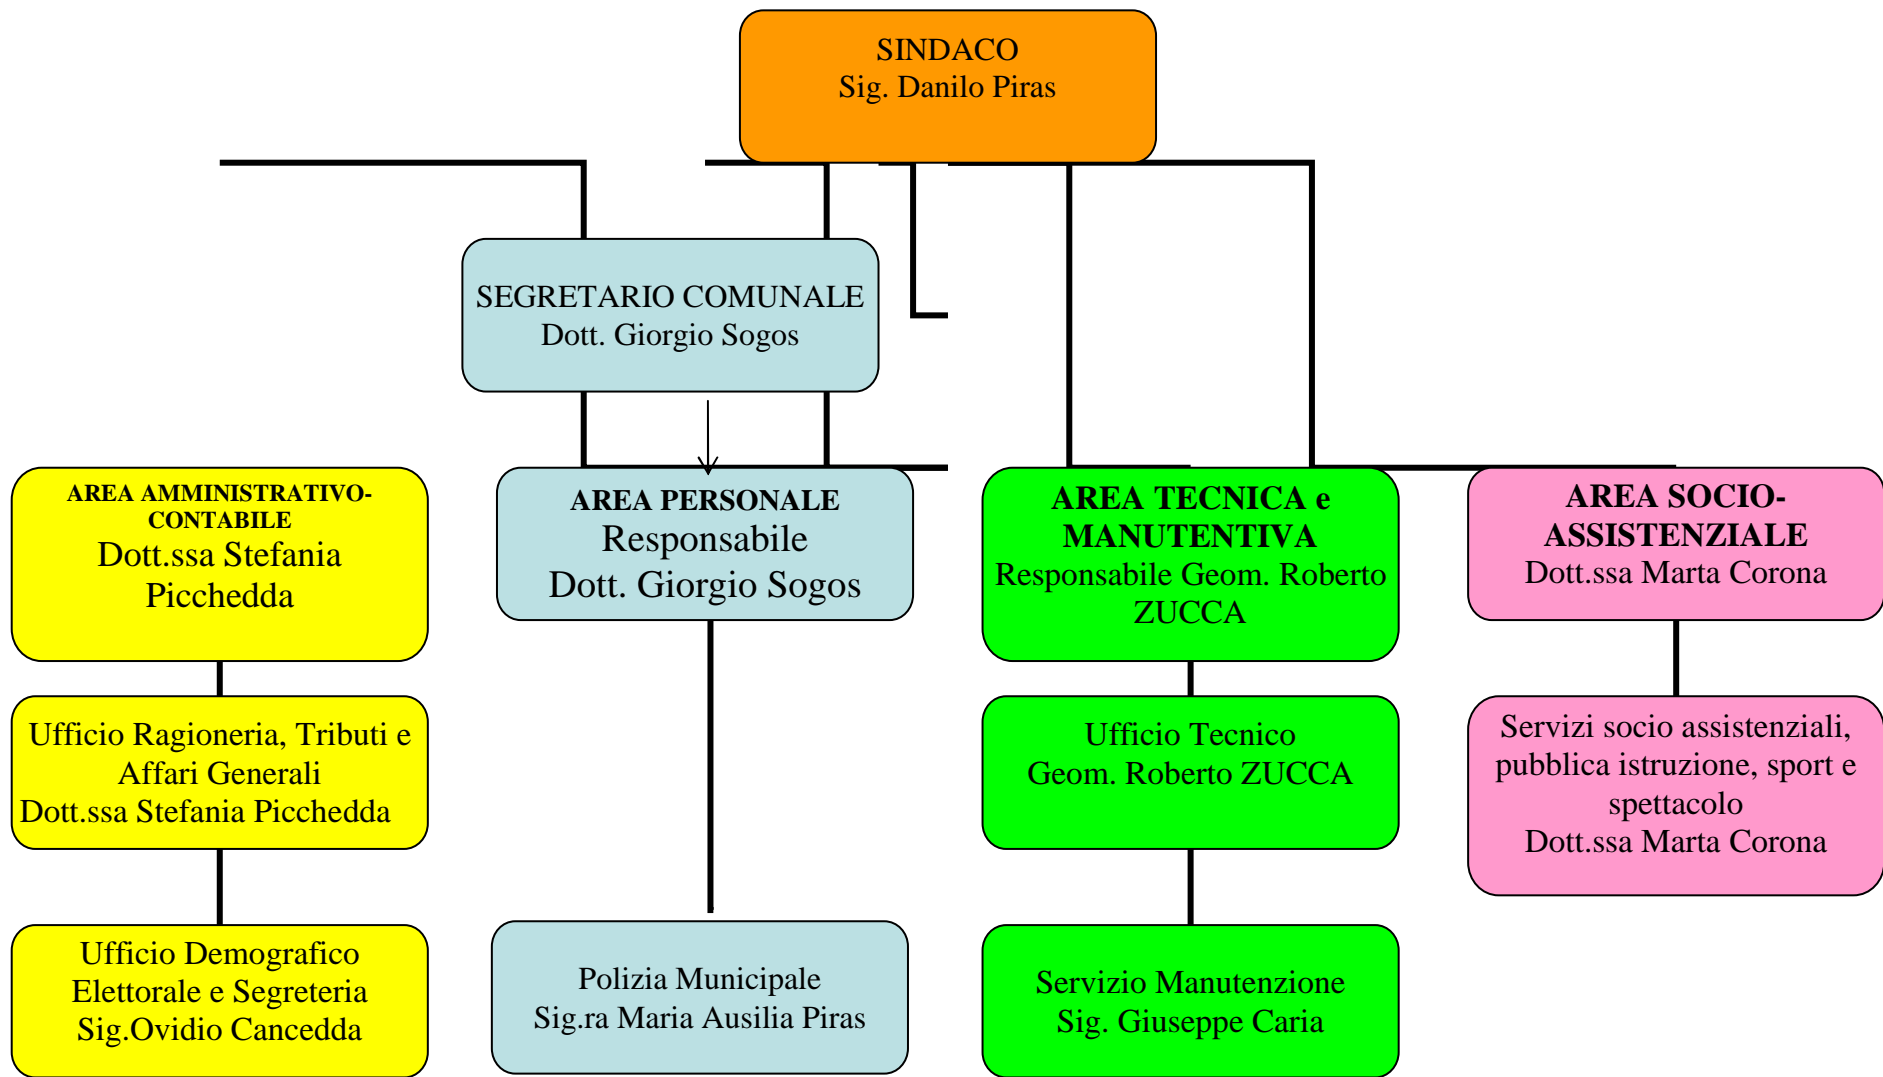 SINDACO
Sig. Danilo Piras
SEGRETARIO COMUNALE
Dott. Giorgio Sogos
AREA AMMINISTRATIVO-
CONTABILE
Dott.ssa Stefania
Picchedda
AREA PERSONALE
Responsabile
Dott. Giorgio Sogos
AREA TECNICA e
MANUTENTIVA
Responsabile Geom. Roberto
ZUCCA
AREA SOCIO-
ASSISTENZIALE
Dott.ssa Marta Corona
Ufficio Ragioneria, Tributi e
Affari Generali
Dott.ssa Stefania Picchedda
Ufficio Tecnico
Geom. Roberto ZUCCA
Servizi socio assistenziali,
pubblica istruzione, sport e
spettacolo
Dott.ssa Marta Corona
Ufficio Demografico
Elettorale e Segreteria
Sig.Ovidio Cancedda
Polizia Municipale
Sig.ra Maria Ausilia Piras
Servizio Manutenzione
Sig. Giuseppe Caria